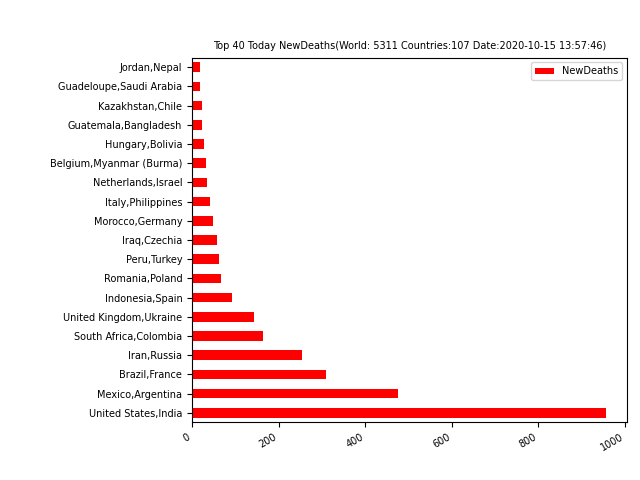 Top 40 Today NewDeaths(World: 5311 Countries:107 Date:2020-10-15 13:57:46)
NewDeaths
Jordan,Nepal
Guadeloupe,Saudi Arabia
Kazakhstan,Chile
Guatemala,Bangladesh
Hungary,Bolivia
Belgium,Myanmar (Burma)
Netherlands,Israel
Italy,Philippines
Morocco,Germany
Iraq,Czechia
Peru,Turkey
Romania,Poland
Indonesia,Spain
United Kingdom,Ukraine
South Africa,Colombia
Iran,Russia
Brazil,France
Mexico,Argentina
United States,India
0 200 400 600 800 1000